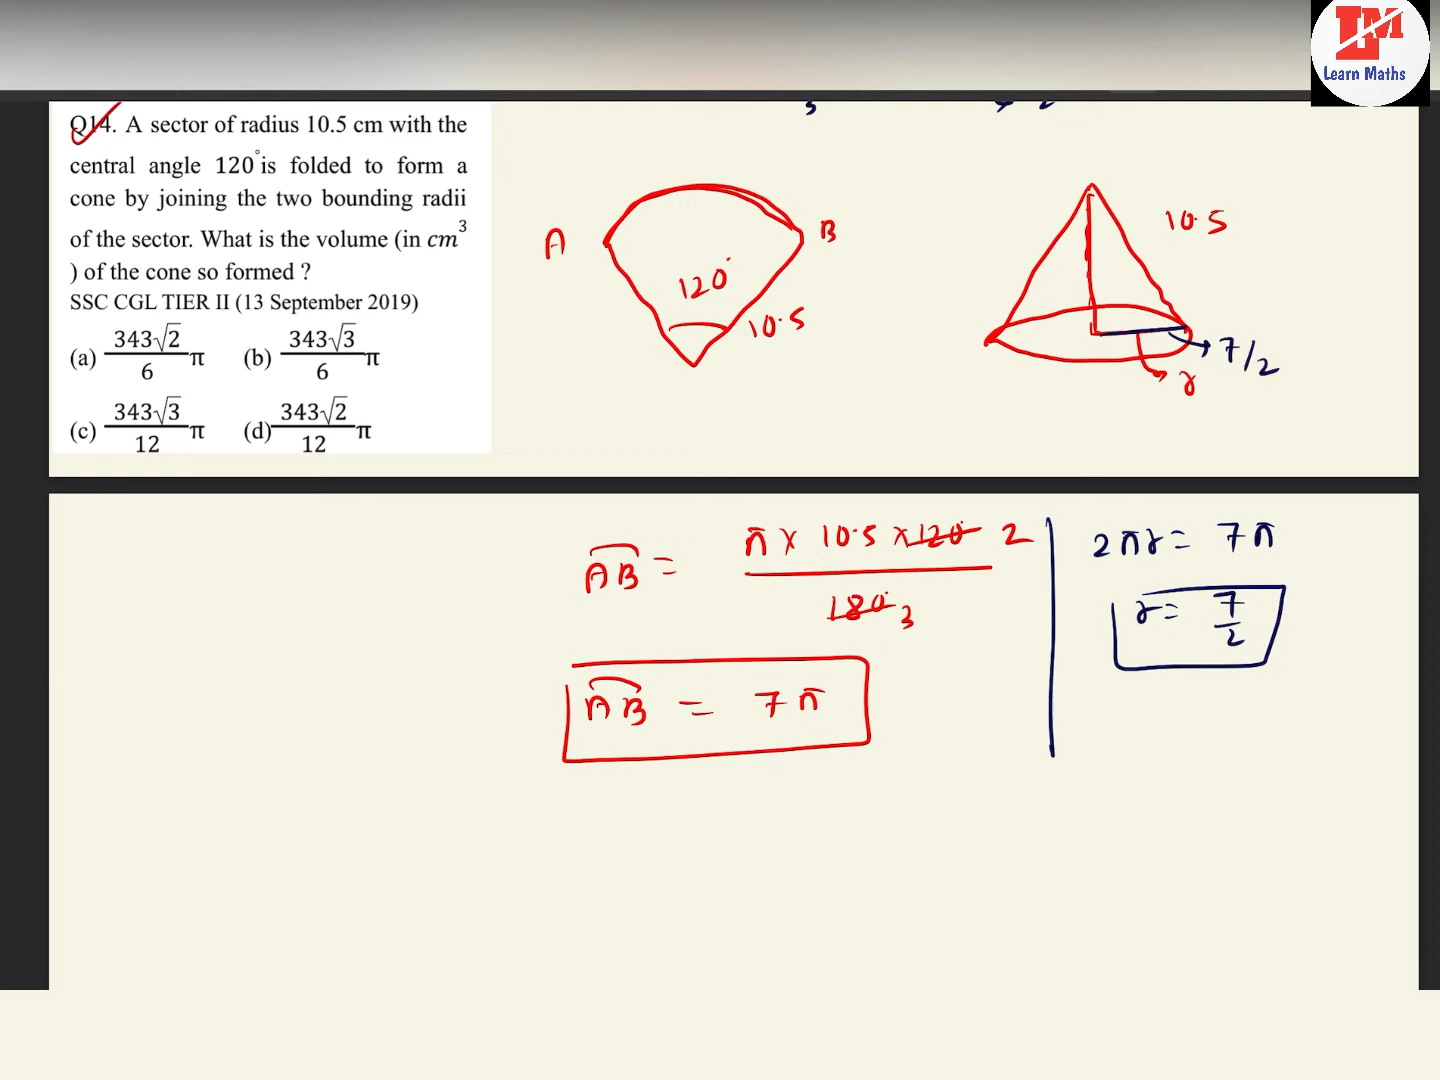 LM
Learn Maths
Q14. A sector of radius 10.5 cm with the
central angle 120° is folded to form a
cone by joining the two bounding radii
of the sector. What is the volume (in cm³
) of the cone so formed ?
SSC CGL TIER II (13 September 2019)
(a) 343√2/6 π (b) 343√3/6 π
(c) 343√3/12 π (d) 343√2/12 π
A B
120°
10.5
10.5
7/2
r
AB = π × 10.5 × 120 2 / 180 3
AB = 7π
2πr = 7π
r = 7/2